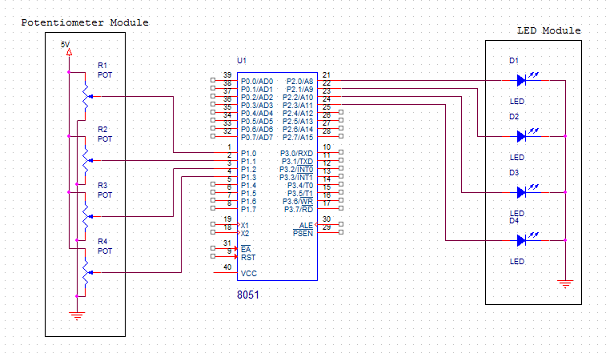 Potentiometer Module
5V
R1
POT
R2
POT
R3
POT
R4
POT
U1
39 P0.0/AD0 P2.0/A8 21
38 P0.1/AD1 P2.1/A9 22
37 P0.2/AD2 P2.2/A10 23
36 P0.3/AD3 P2.3/A11 24
35 P0.4/AD4 P2.4/A12 25
34 P0.5/AD5 P2.5/A13 26
33 P0.6/AD6 P2.6/A14 27
32 P0.7/AD7 P2.7/A15 28
1 P1.0 P3.0/RXD 10
2 P1.1 P3.1/TXD 11
3 P1.2 P3.2/INT0 12
4 P1.3 P3.3/INT1 13
5 P1.4 P3.4/T0 14
6 P1.5 P3.5/T1 15
7 P1.6 P3.6/WR 16
8 P1.7 P3.7/RD 17
19 X1 ALE 30
18 X2 PSEN 29
31 EA
9 RST
40 VCC
8051
LED Module
D1
LED
D2
LED
D3
LED
D4
LED